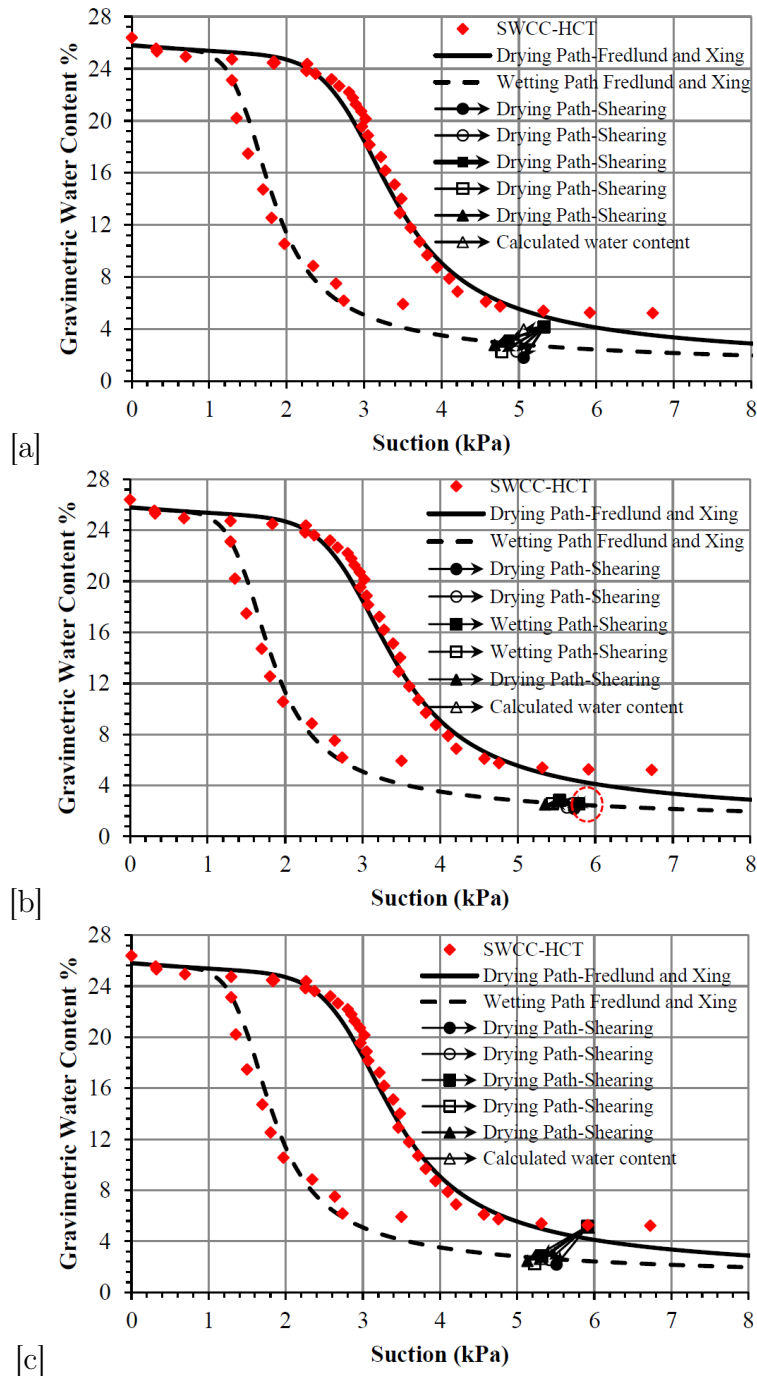 28
24
20
16
12
8
4
0
Gravimetric Water Content %
SWCC-HCT
Drying Path-Fredlund and Xing
Wetting Path Fredlund and Xing
Drying Path-Shearing
Drying Path-Shearing
Drying Path-Shearing
Drying Path-Shearing
Drying Path-Shearing
Calculated water content
0 1 2 3 4 5 6 7 8
Suction (kPa)
[a]
28
24
20
16
12
8
4
0
Gravimetric Water Content %
SWCC-HCT
Drying Path-Fredlund and Xing
Wetting Path Fredlund and Xing
Drying Path-Shearing
Drying Path-Shearing
Wetting Path-Shearing
Wetting Path-Shearing
Drying Path-Shearing
Calculated water content
0 1 2 3 4 5 6 7 8
Suction (kPa)
[b]
28
24
20
16
12
8
4
0
Gravimetric Water Content %
SWCC-HCT
Drying Path-Fredlund and Xing
Wetting Path Fredlund and Xing
Drying Path-Shearing
Drying Path-Shearing
Drying Path-Shearing
Drying Path-Shearing
Drying Path-Shearing
Calculated water content
0 1 2 3 4 5 6 7 8
Suction (kPa)
[c]